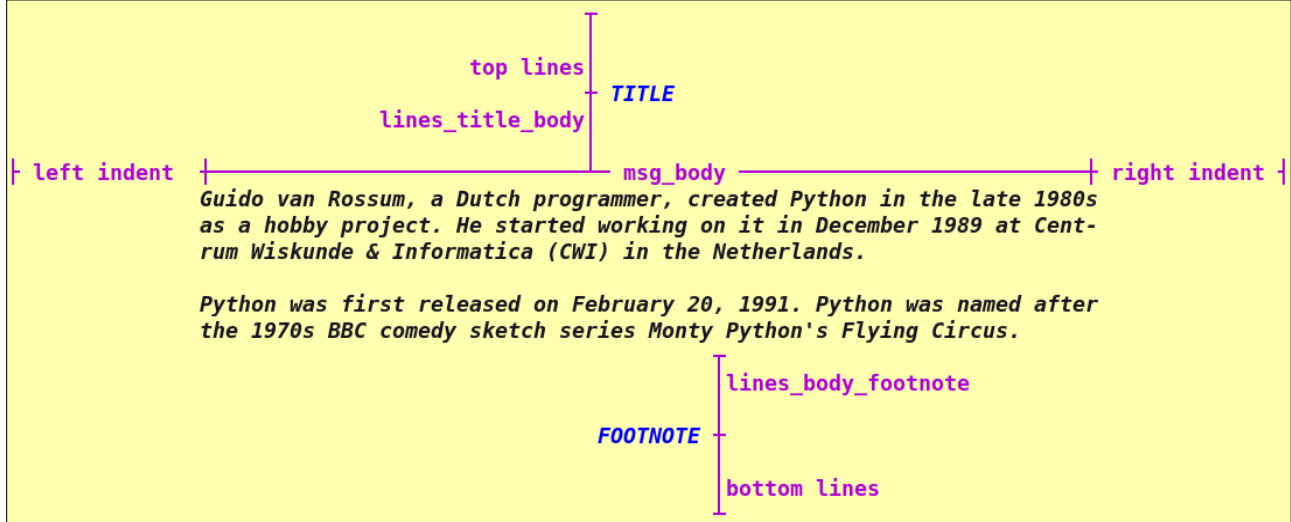 top lines
TITLE
lines_title_body
left indent msg_body right indent
Guido van Rossum, a Dutch programmer, created Python in the late 1980s
as a hobby project. He started working on it in December 1989 at Cent-
rum Wiskunde & Informatica (CWI) in the Netherlands.
Python was first released on February 20, 1991. Python was named after
the 1970s BBC comedy sketch series Monty Python's Flying Circus.
lines_body_footnote
FOOTNOTE
bottom lines